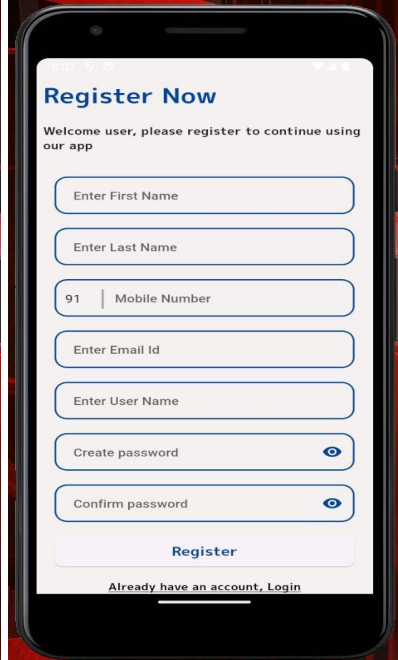 Register Now
Welcome user, please register to continue using
our app
Enter First Name
Enter Last Name
91 | Mobile Number
Enter Email Id
Enter User Name
Create password
Confirm password
Register
Already have an account, Login